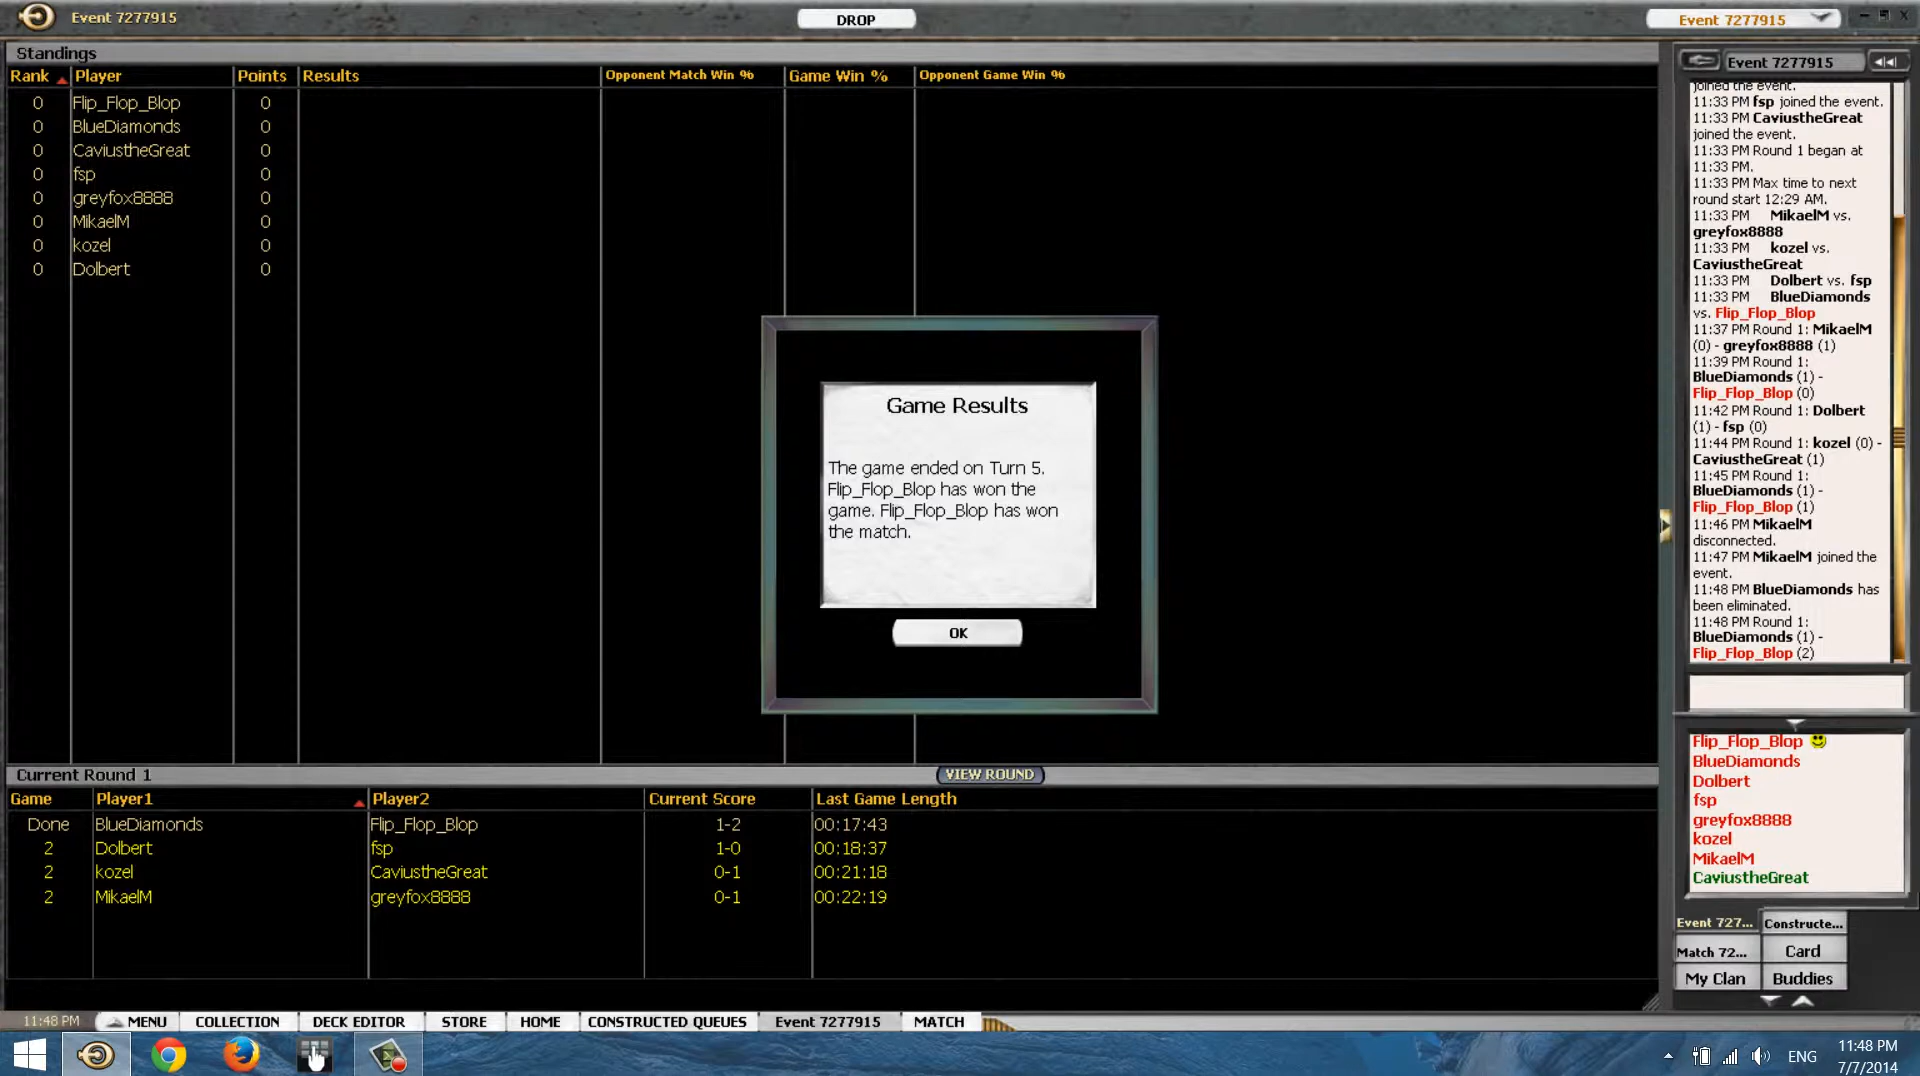 Event 7277915
DROP
Event 7277915
Standings
Rank Player Points Results Opponent Match Win % Game Win % Opponent Game Win %
0 Flip_Flop_Blop 0
0 BlueDiamonds 0
0 CaviustheGreat 0
0 fsp 0
0 greyfox8888 0
0 MikaelM 0
0 kozel 0
0 Dolbert 0
Game Results
The game ended on Turn 5.
Flip_Flop_Blop has won the
game. Flip_Flop_Blop has won
the match.
OK
Current Round 1
VIEW ROUND
Game Player1 Player2 Current Score Last Game Length
Done BlueDiamonds Flip_Flop_Blop 1-2 00:17:43
2 Dolbert fsp 1-0 00:18:37
2 kozel CaviustheGreat 0-1 00:21:18
2 MikaelM greyfox8888 0-1 00:22:19
Event 7277915
joined the event.
11:33 PM fsp joined the event.
11:33 PM CaviustheGreat
joined the event.
11:33 PM Round 1 began at
11:33 PM.
11:33 PM Max time to next
round start 12:29 AM.
11:33 PM MikaelM vs.
greyfox8888
11:33 PM kozel vs.
CaviustheGreat
11:33 PM Dolbert vs. fsp
11:33 PM BlueDiamonds
vs. Flip_Flop_Blop
11:37 PM Round 1: MikaelM
(0) - greyfox8888 (1)
11:39 PM Round 1:
BlueDiamonds (1) -
Flip_Flop_Blop (0)
11:42 PM Round 1: Dolbert
(1) - fsp (0)
11:44 PM Round 1: kozel (0) -
CaviustheGreat (1)
11:45 PM Round 1:
BlueDiamonds (1) -
Flip_Flop_Blop (1)
11:46 PM MikaelM
disconnected.
11:47 PM MikaelM joined the
event.
11:48 PM BlueDiamonds has
been eliminated.
11:48 PM Round 1:
BlueDiamonds (1) -
Flip_Flop_Blop (2)
Flip_Flop_Blop
BlueDiamonds
Dolbert
fsp
greyfox8888
kozel
MikaelM
CaviustheGreat
Event 727... Constructe...
Match 72... Card
My Clan Buddies
11:48 PM MENU COLLECTION DECK EDITOR STORE HOME CONSTRUCTED QUEUES Event 7277915 MATCH
ENG 11:48 PM
7/7/2014